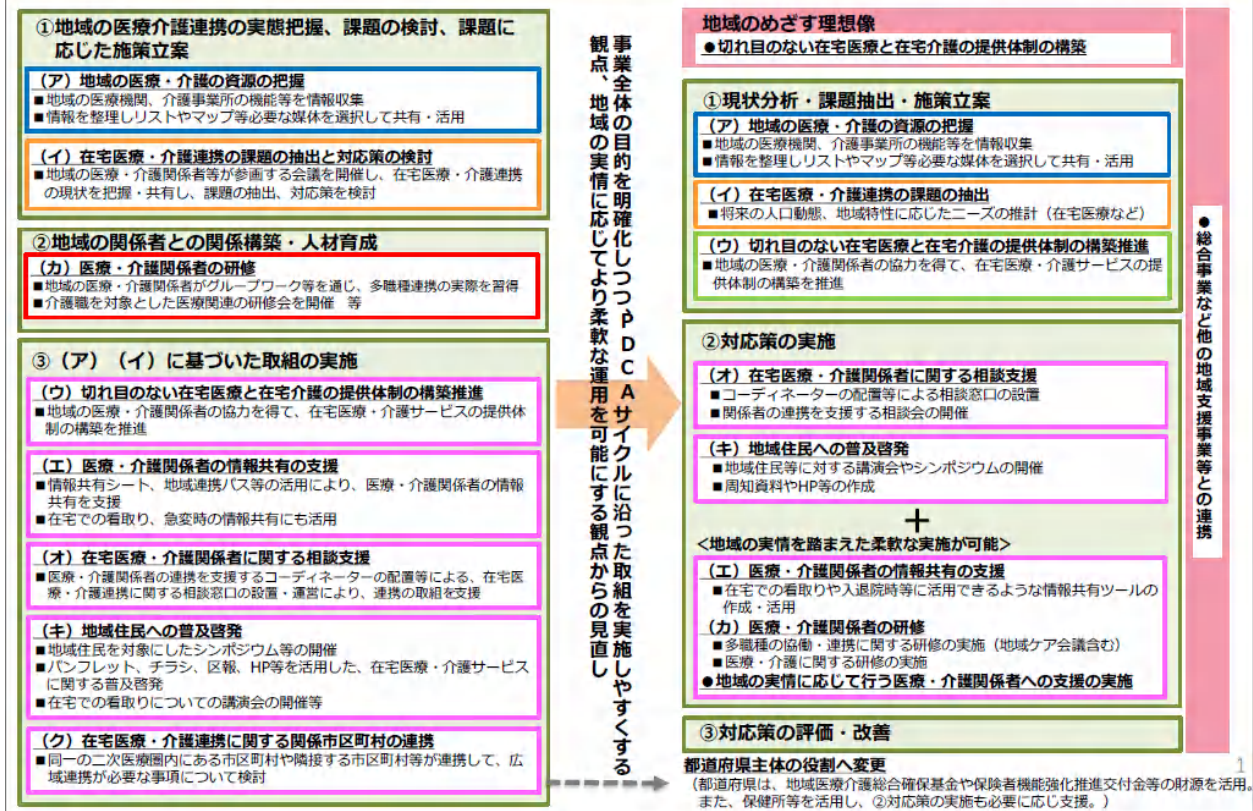 ①地域の医療介護連携の実態把握、課題の検討、課題に
応じた施策立案
（ア）地域の医療・介護の資源の把握
■地域の医療機関、介護事業所の機能等を情報収集
■情報を整理しリストやマップ等必要な媒体を選択して共有・活用
（イ）在宅医療・介護連携の課題の抽出と対応策の検討
■地域の医療・介護関係者等が参画する会議を開催し、在宅医療・介護連携
の現状を把握・共有し、課題の抽出、対応策を検討
②地域の関係者との関係構築・人材育成
（カ）医療・介護関係者の研修
■地域の医療・介護関係者がグループワーク等を通じ、多職種連携の実際を習得
■介護職を対象とした医療関連の研修会を開催　等
③（ア）（イ）に基づいた取組の実施
（ウ）切れ目のない在宅医療と在宅介護の提供体制の構築推進
■地域の医療・介護関係者の協力を得て、在宅医療・介護サービスの提供体
制の構築を推進
（エ）医療・介護関係者の情報共有の支援
■情報共有シート、地域連携パス等の活用により、医療・介護関係者の情報
共有を支援
■在宅での看取り、急変時の情報共有にも活用
（オ）在宅医療・介護関係者に関する相談支援
■医療・介護関係者の連携を支援するコーディネーターの配置等による、在宅医
療・介護連携に関する相談窓口の設置・運営により、連携の取組を支援
（キ）地域住民への普及啓発
■地域住民を対象にしたシンポジウム等の開催
■パンフレット、チラシ、区報、HP等を活用した、在宅医療・介護サービス
に関する普及啓発
■在宅での看取りについての講演会の開催等
（ク）在宅医療・介護連携に関する関係市区町村の連携
■同一の二次医療圏内にある市区町村や隣接する市区町村等が連携して、広
域連携が必要な事項について検討
事業全体の目的を明確化しつつ、PDCAサイクルに沿った取組を実施しやすくする
観点、地域の実情に応じてより柔軟な運用を可能にする観点からの見直し
地域のめざす理想像
●切れ目のない在宅医療と在宅介護の提供体制の構築
①現状分析・課題抽出・施策立案
（ア）地域の医療・介護の資源の把握
■地域の医療機関、介護事業所の機能等を情報収集
■情報を整理しリストやマップ等必要な媒体を選択して共有・活用
（イ）在宅医療・介護連携の課題の抽出
■将来の人口動態、地域特性に応じたニーズの推計（在宅医療など）
（ウ）切れ目のない在宅医療と在宅介護の提供体制の構築推進
■地域の医療・介護関係者の協力を得て、在宅医療・介護サービスの提
供体制の構築を推進
②対応策の実施
（オ）在宅医療・介護関係者に関する相談支援
■コーディネーターの配置等による相談窓口の設置
■関係者の連携を支援する相談会の開催
（キ）地域住民への普及啓発
■地域住民等に対する講演会やシンポジウムの開催
■周知資料やHP等の作成
＋
＜地域の実情を踏まえた柔軟な実施が可能＞
（エ）医療・介護関係者の情報共有の支援
■在宅での看取りや入退院時等に活用できるような情報共有ツールの
作成・活用
（カ）医療・介護関係者の研修
■多職種の協働・連携に関する研修の実施（地域ケア会議含む）
■医療・介護に関する研修の実施
●地域の実情に応じて行う医療・介護関係者への支援の実施
③対応策の評価・改善
●総合事業など他の地域支援事業等との連携
都道府県主体の役割へ変更
（都道府県は、地域医療介護総合確保基金や保険者機能強化推進交付金等の財源を活用。
また、保健所等を活用し、②対応策の実施も必要に応じ支援。）
1